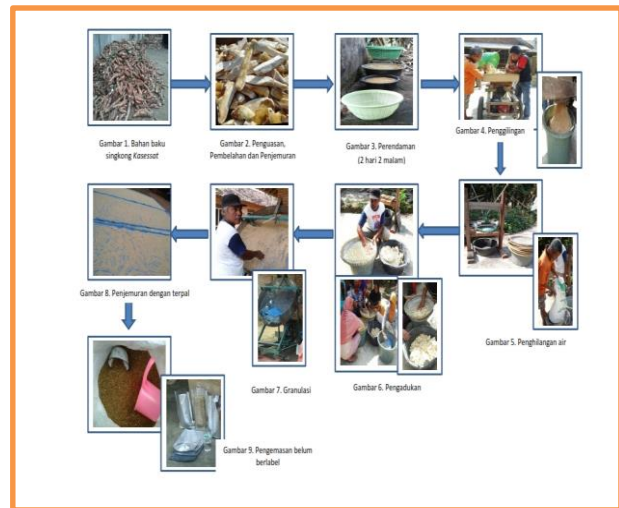 Gambar 1. Bahan baku
singkong Kasessat
Gambar 2. Penguasan,
Pembelahan dan Penjemuran
Gambar 3. Perendaman
(2 hari 2 malam)
Gambar 4. Penggilingan
Gambar 5. Penghilangan air
Gambar 6. Pengadukan
Gambar 7. Granulasi
Gambar 8. Penjemuran dengan terpal
Gambar 9. Pengemasan belum
berlabel